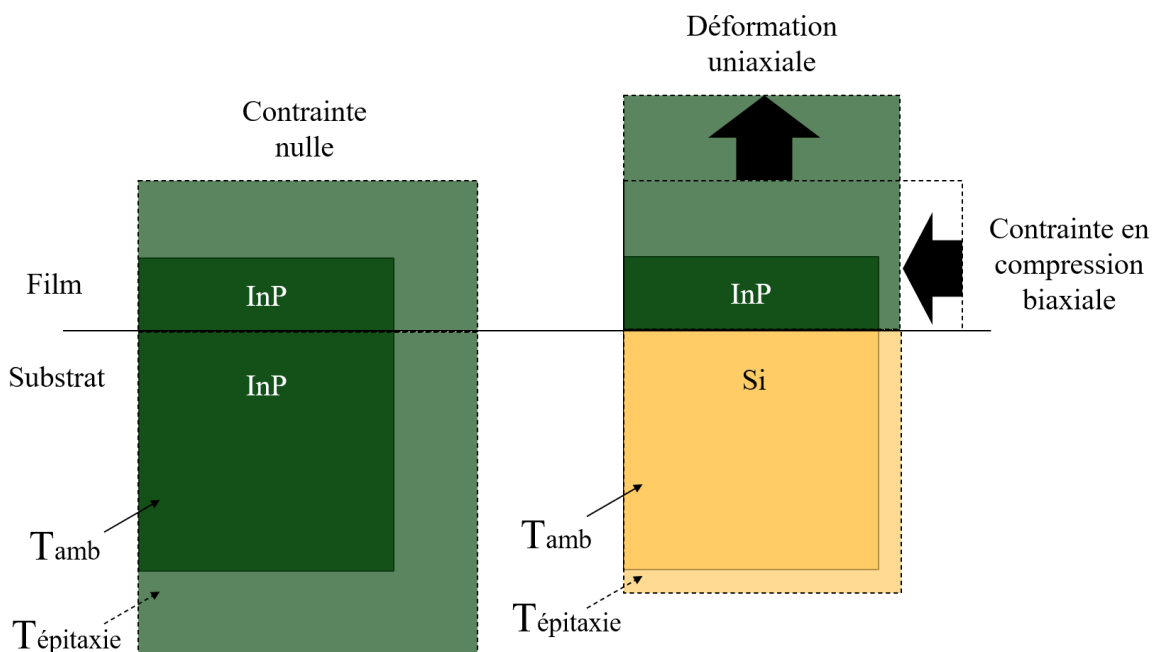 Déformation
uniaxiale
Contrainte
nulle
Contrainte en
compression
biaxiale
Film
InP
InP
Substrat
InP
Si
Tamb
Tamb
Tépitaxie
Tépitaxie